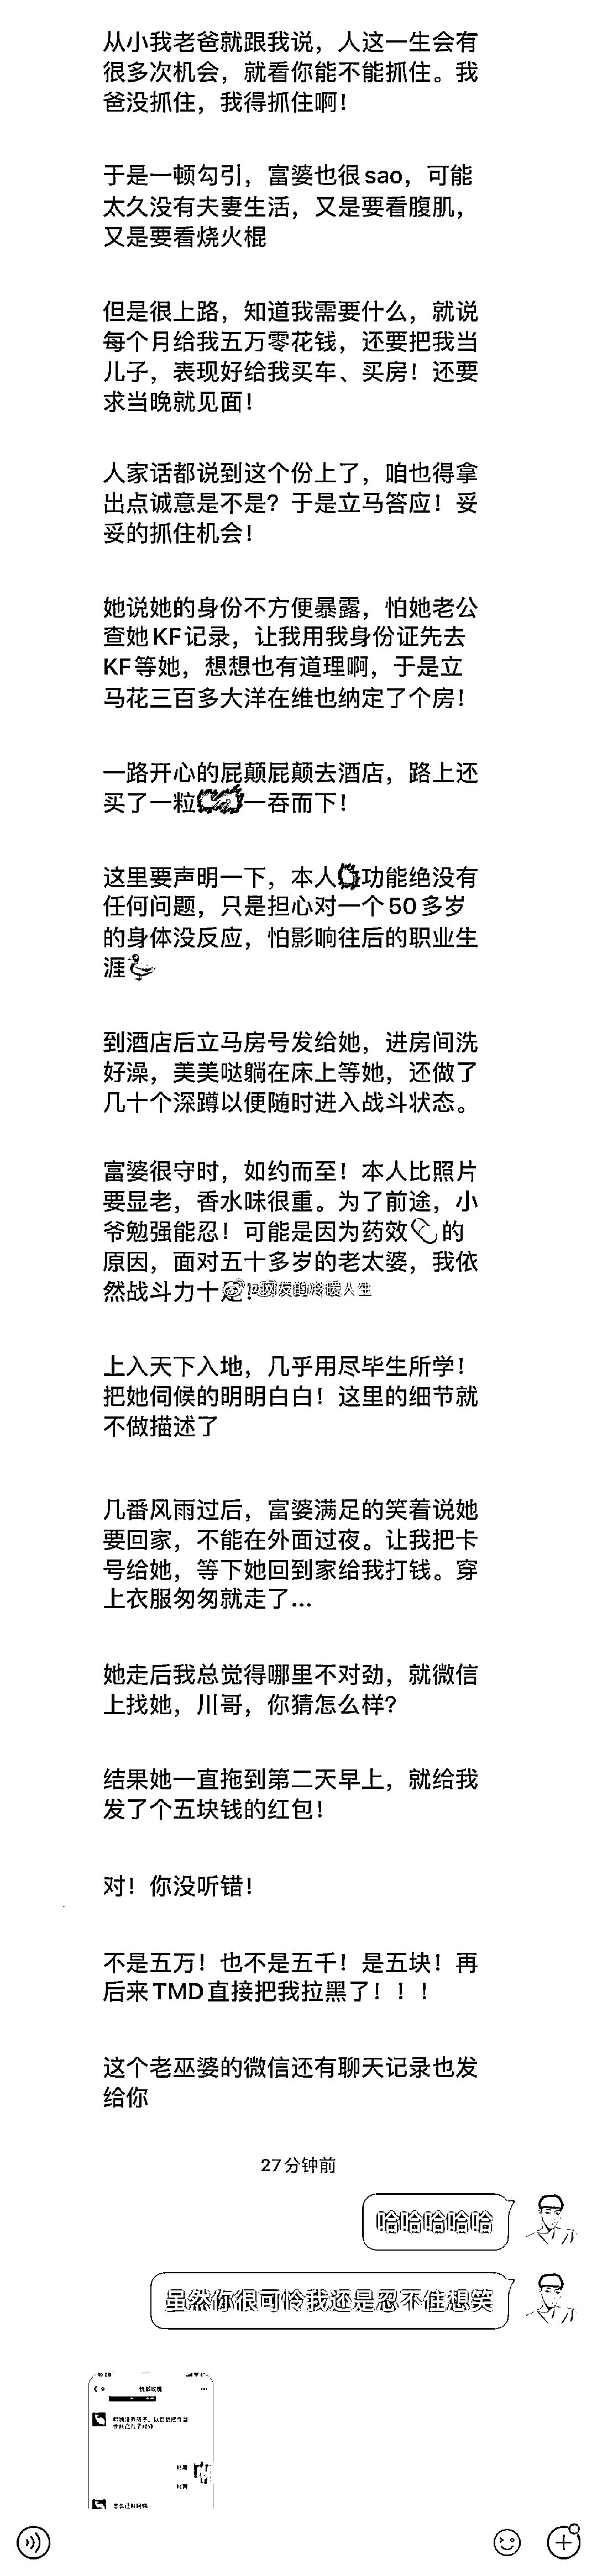 从小我老爸就跟我说，人这一生会有
很多次机会，就看你能不能抓住。我
爸没抓住，我得抓住啊！
于是一顿勾引，富婆也很sao，可能
太久没有夫妻生活，又是要看腹肌，
又是要看烧火棍
但是很上路，知道我需要什么，就说
每个月给我五万零花钱，还要把我当
儿子，表现好给我买车、买房！还要
求当晚就见面！
人家话都说到这个份上了，咱也得拿
出点诚意是不是？于是立马答应！妥
妥的抓住机会！
她说她的身份不方便暴露，怕她老公
查她KF记录，让我用我身份证先去
KF等她，想想也有道理啊，于是立
马花三百多大洋在维也纳定了个房！
一路开心的屁颠屁颠去酒店，路上还
买了一粒一吞而下！
这里要声明一下，本人功能绝没有
任何问题，只是担心对一个50多岁
的身体没反应，怕影响往后的职业生
涯
到酒店后立马房号发给她，进房间洗
好澡，美美哒躺在床上等她，还做了
几十个深蹲以便随时进入战斗状态。
富婆很守时，如约而至！本人比照片
要显老，香水味很重。为了前途，小
爷勉强能忍！可能是因为药效的
原因，面对五十多岁的老太婆，我依
然战斗力十足！
@网友的冷暖人生
上入天下入地，几乎用尽毕生所学！
把她伺候的明明白白！这里的细节就
不做描述了
几番风雨过后，富婆满足的笑着说她
要回家，不能在外面过夜。让我把卡
号给她，等下她回到家给我打钱。穿
上衣服匆匆就走了...
她走后我总觉得哪里不对劲，就微信
上找她，川哥，你猜怎么样？
结果她一直拖到第二天早上，就给我
发了个五块钱的红包！
对！你没听错！
不是五万！也不是五千！是五块！再
后来TMD直接把我拉黑了！！！
这个老巫婆的微信还有聊天记录也发
给你
27分钟前
哈哈哈哈哈
虽然你很可怜我还是忍不住想笑